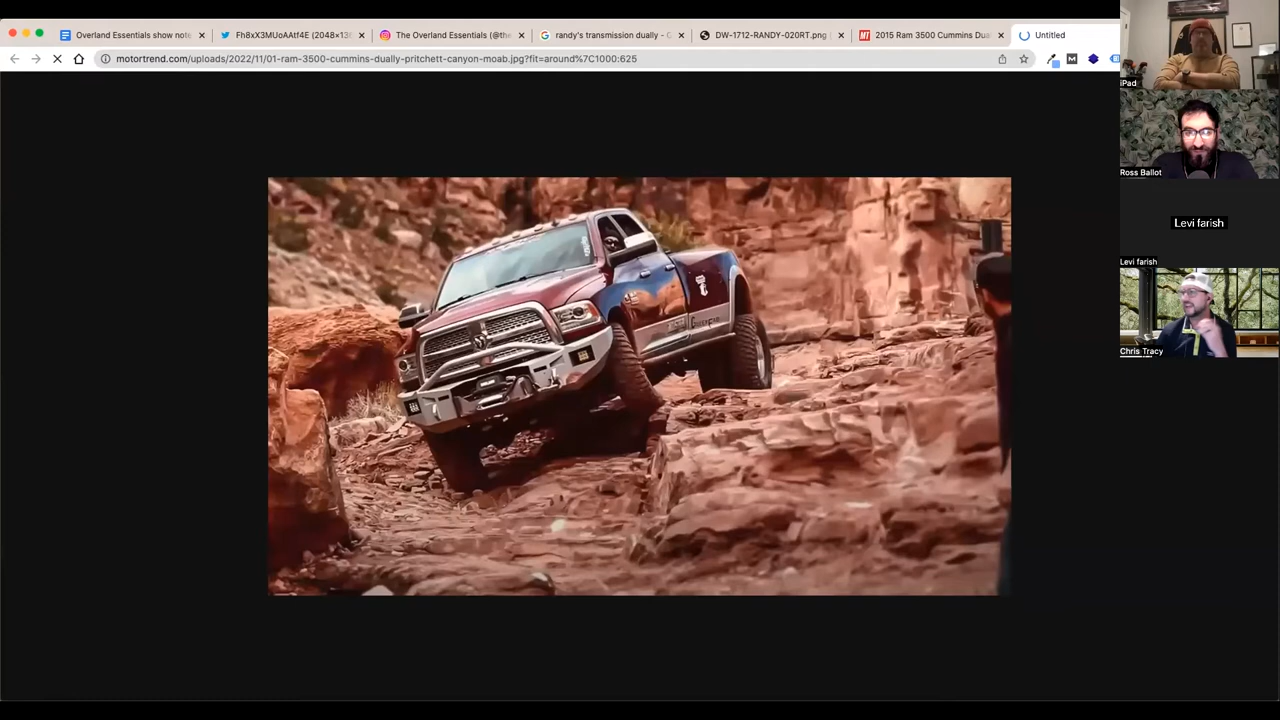 Overland Essentials show note
Fh8xX3MUoAAtf4E (2048×136
The Overland Essentials (@the
randy's transmission dually - G
DW-1712-RANDY-020RT.png (
MT
2015 Ram 3500 Cummins Dua
Untitled
motortrend.com/uploads/2022/11/01-ram-3500-cummins-dually-pritchett-canyon-moab.jpg?fit=around%7C1000:625
iPad
Ross Ballot
Levi farish
Levi farish
Chris Tracy